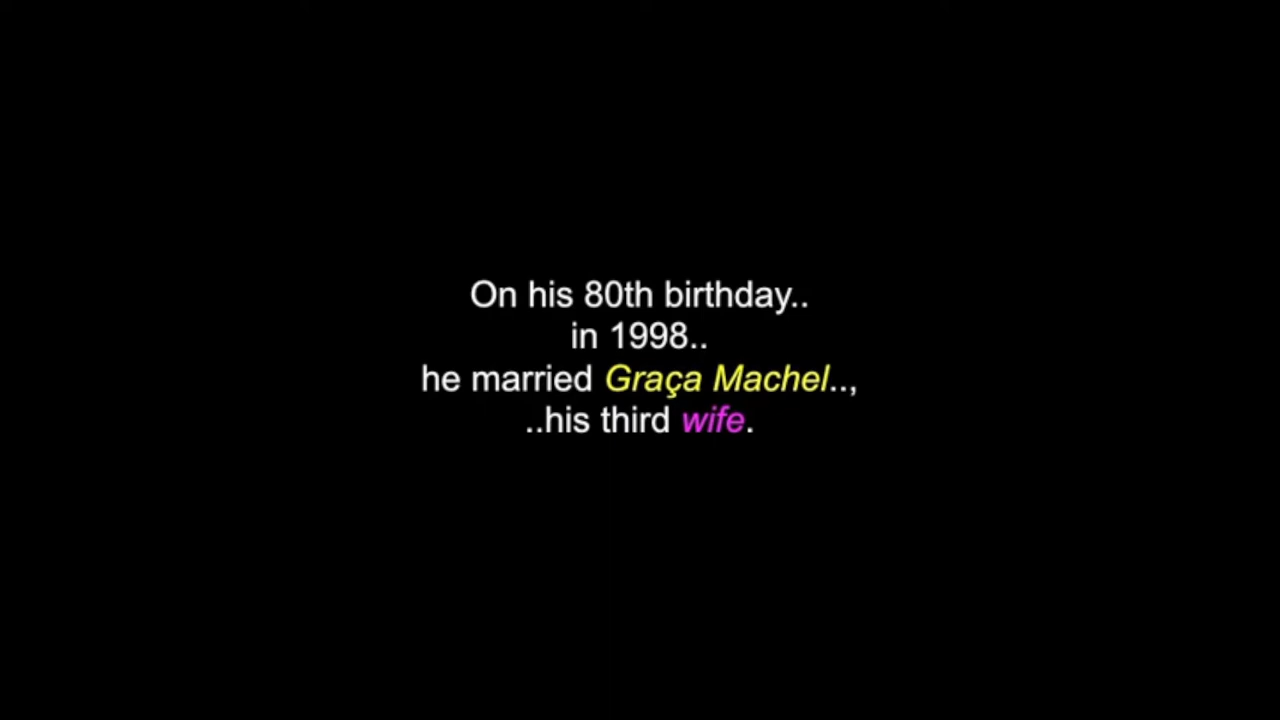 On his 80th birthday..
in 1998..
he married Graça Machel..,
..his third wife.